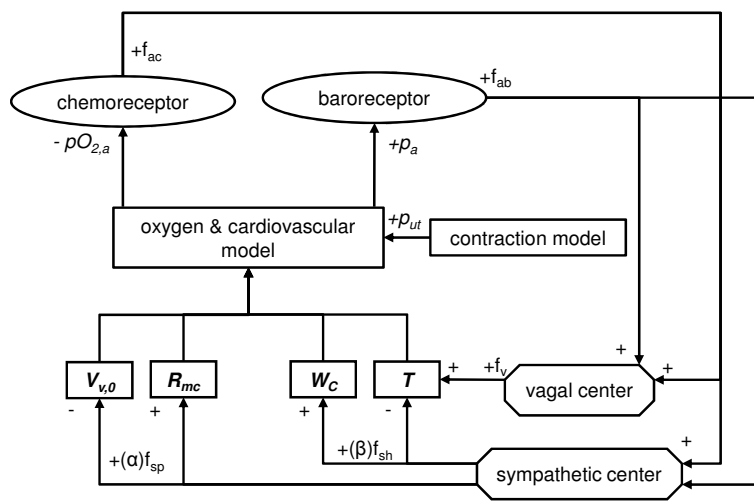 +f_ac
+f_ab
chemoreceptor
baroreceptor
- pO_2,a
+p_a
oxygen & cardiovascular
model
+p_ut
contraction model
+
V_v,0
R_mc
W_C
T
+
+f_v
vagal center
+
-
+
+
-
+
+(α)f_sp
+(β)f_sh
sympathetic center